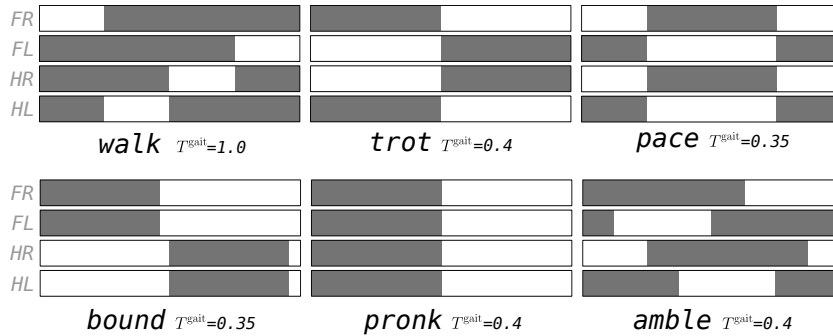 FR
FL
HR
HL
walk T^gait=1.0 trot T^gait=0.4 pace T^gait=0.35
FR
FL
HR
HL
bound T^gait=0.35 pronk T^gait=0.4 amble T^gait=0.4